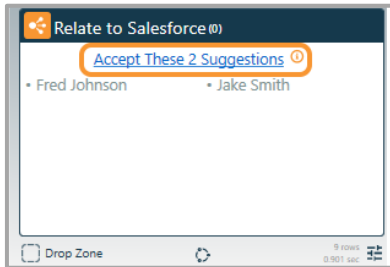 Relate to Salesforce (0)
Accept These 2 Suggestions
• Fred Johnson • Jake Smith
Drop Zone
9 rows
0.901 sec